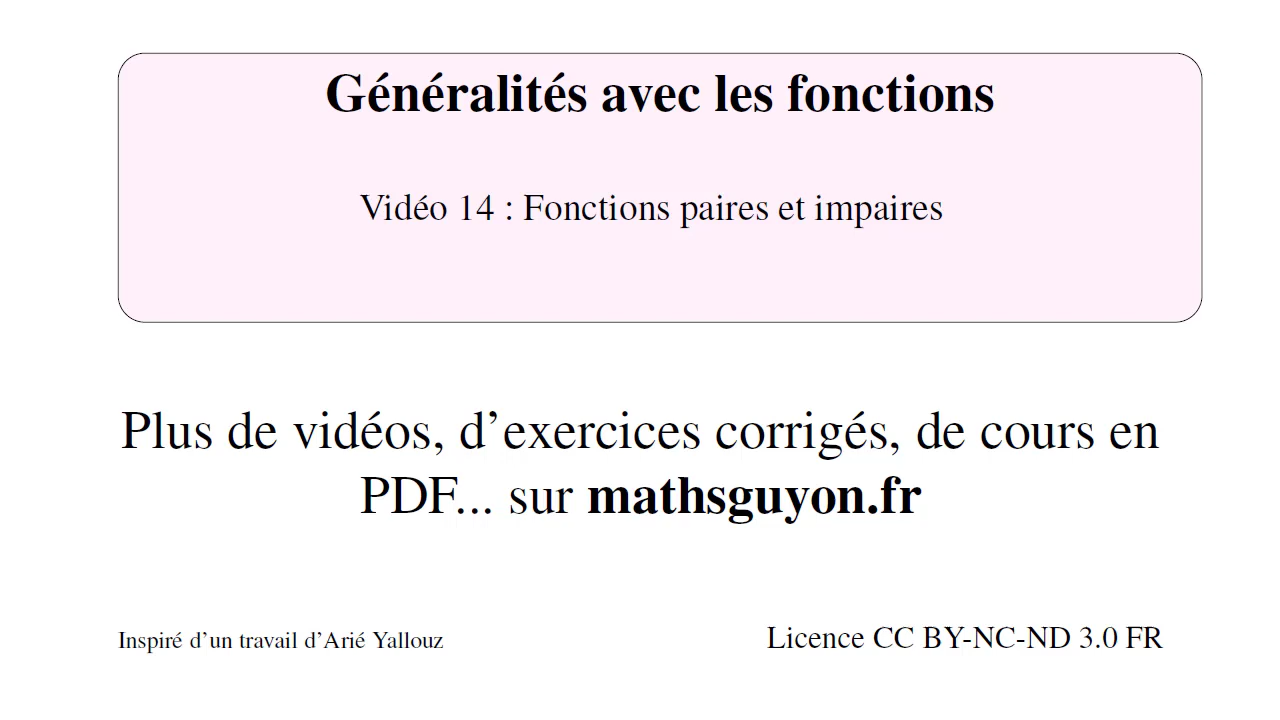 Généralités avec les fonctions
Vidéo 14 : Fonctions paires et impaires
Plus de vidéos, d’exercices corrigés, de cours en
PDF... sur mathsguyon.fr
Inspiré d’un travail d’Arié Yallouz
Licence CC BY-NC-ND 3.0 FR